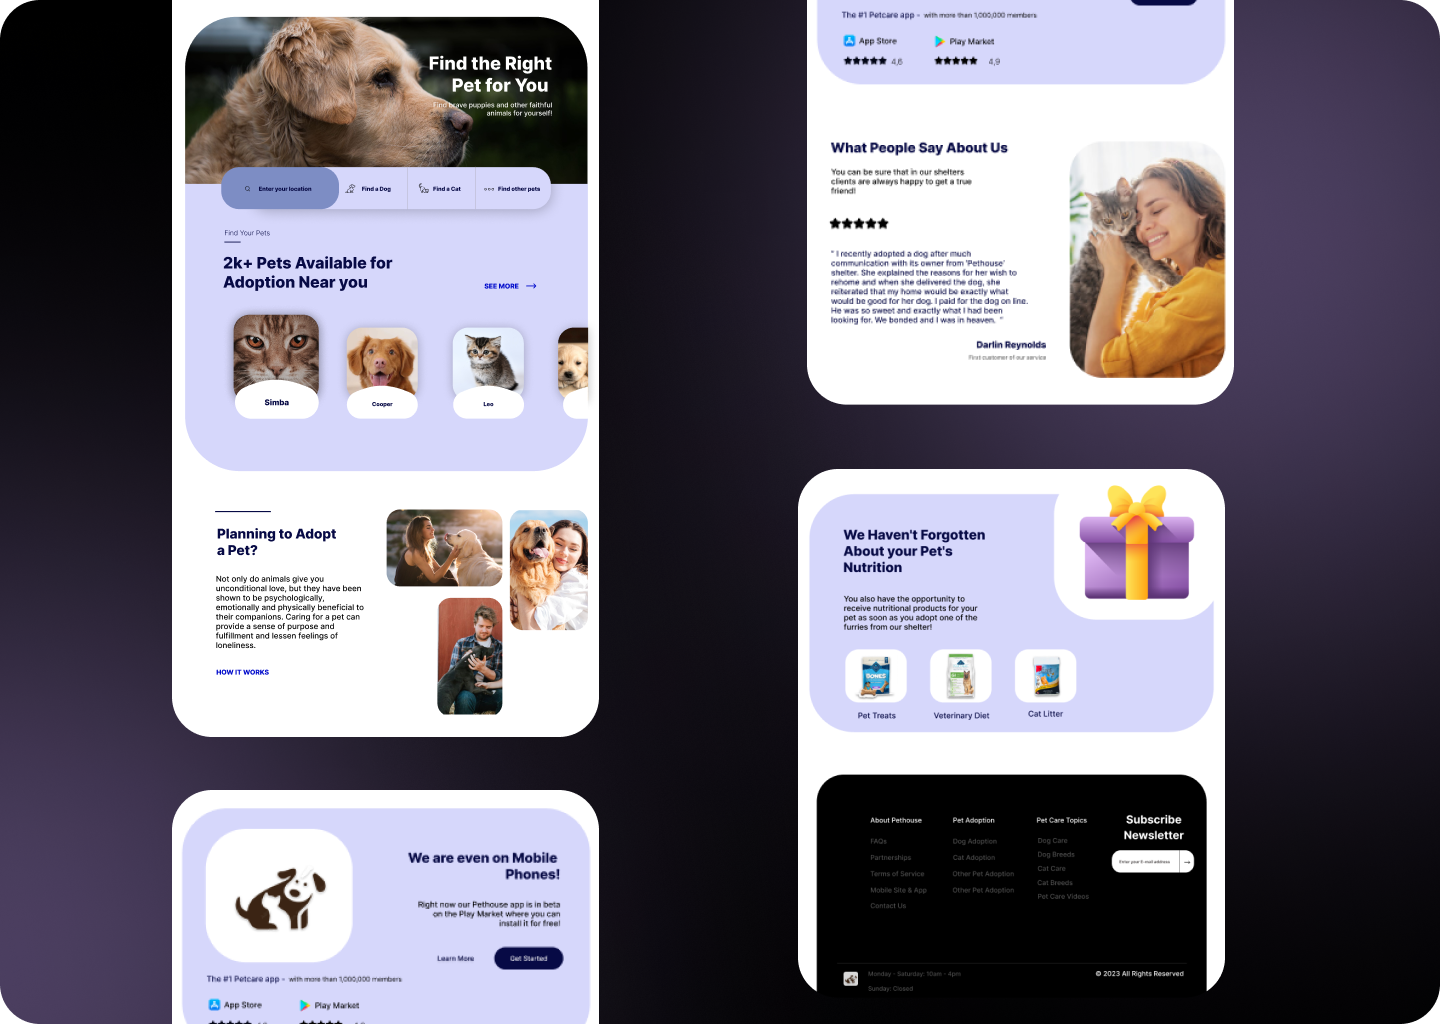 Find the Right
Pet for You
Find brave puppies and other faithful
animals for yourself!
Enter your location
Find a Dog
Find a Cat
Find other pets
Find Your Pets
2k+ Pets Available for
Adoption Near you
SEE MORE
Simba
Cooper
Leo
Planning to Adopt
a Pet?
Not only do animals give you
unconditional love, but they have been
shown to be psychologically,
emotionally and physically beneficial to
their companions. Caring for a pet can
provide a sense of purpose and
fulfillment and lessen feelings of
loneliness.
HOW IT WORKS
We are even on Mobile
Phones!
Right now our Pethouse app is in beta
on the Play Market where you can
install it for free!
Learn More
Get Started
The #1 Petcare app - with more than 1,000,000 members
App Store
Play Market
The #1 Petcare app - with more than 1,000,000 members
App Store
Play Market
4,6
4,9
What People Say About Us
You can be sure that in our shelters
clients are always happy to get a true
friend!
" I recently adopted a dog after much
communication with its owner from 'Pethouse'
shelter. She explained the reasons for her wish to
rehome and when she delivered the dog, she
reiterated that my home would be exactly what
would be good for her dog. I paid for the dog on line.
He was so sweet and exactly what I had been
looking for. We bonded and I was in heaven. "
Darlin Reynolds
First customer of our service
We Haven't Forgotten
About your Pet's
Nutrition
You also have the opportunity to
receive nutritional products for your
pet as soon as you adopt one of the
furries from our shelter!
BONES
Pet Treats
Veterinary Diet
Cat Litter
About Pethouse
FAQs
Partnerships
Terms of Service
Mobile Site & App
Contact Us
Pet Adoption
Dog Adoption
Cat Adoption
Other Pet Adoption
Other Pet Adoption
Pet Care Topics
Dog Care
Dog Breeds
Cat Care
Cat Breeds
Pet Care Videos
Subscribe
Newsletter
Enter your E-mail address
Monday - Saturday: 10am - 4pm
Sunday: Closed
© 2023 All Rights Reserved